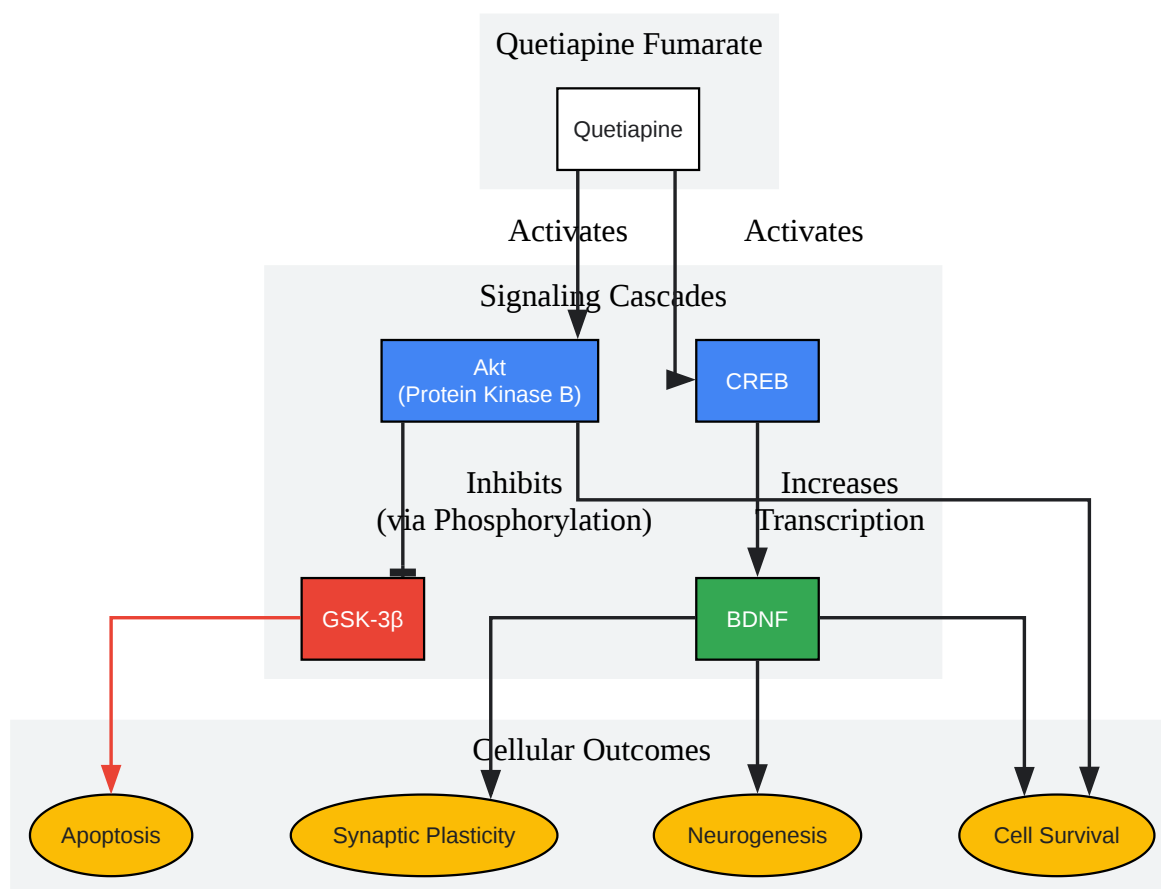 Quetiapine Fumarate
Quetiapine
Activates
Activates
Signaling Cascades
Akt
(Protein Kinase B)
CREB
Inhibits
(via Phosphorylation)
Increases
Transcription
GSK-3β
BDNF
Cellular Outcomes
Apoptosis
Synaptic Plasticity
Neurogenesis
Cell Survival